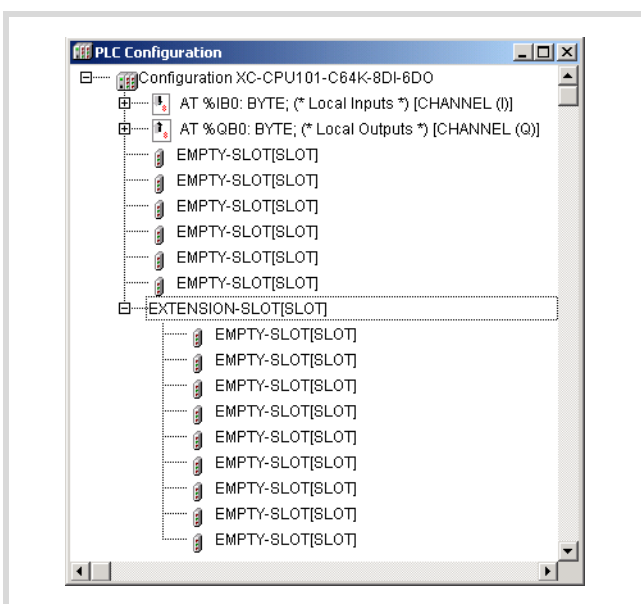 PLC Configuration
Configuration XC-CPU101-C64K-8DI-6DO
AT %IB0: BYTE; (* Local Inputs *) [CHANNEL (I)]
AT %QB0: BYTE; (* Local Outputs *) [CHANNEL (Q)]
EMPTY-SLOT[SLOT]
EMPTY-SLOT[SLOT]
EMPTY-SLOT[SLOT]
EMPTY-SLOT[SLOT]
EMPTY-SLOT[SLOT]
EMPTY-SLOT[SLOT]
EXTENSION-SLOT[SLOT]
EMPTY-SLOT[SLOT]
EMPTY-SLOT[SLOT]
EMPTY-SLOT[SLOT]
EMPTY-SLOT[SLOT]
EMPTY-SLOT[SLOT]
EMPTY-SLOT[SLOT]
EMPTY-SLOT[SLOT]
EMPTY-SLOT[SLOT]
EMPTY-SLOT[SLOT]